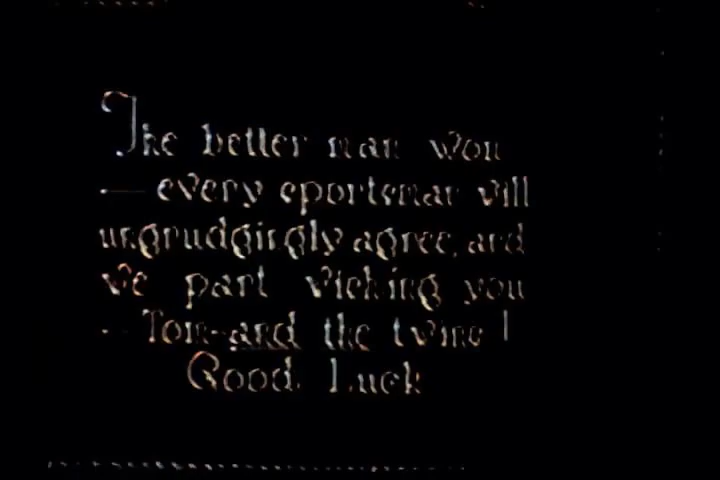 The better man won
— every sportsman will
ungrudgingly agree, and
we part wishing you
— Tom - and the twins!
Good Luck